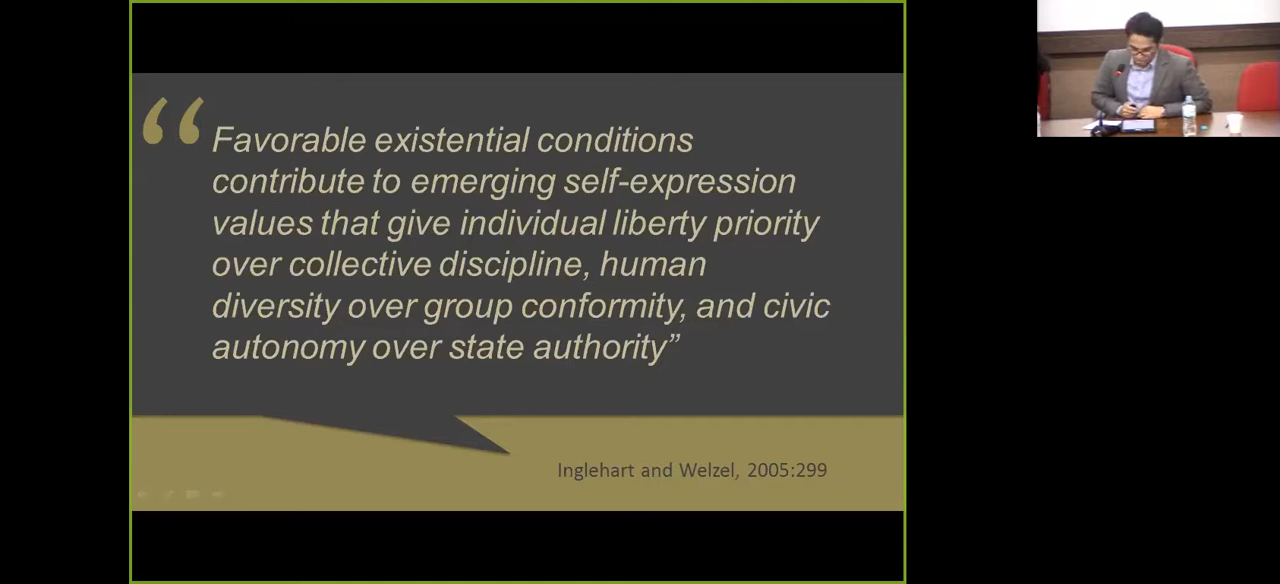 “Favorable existential conditions
contribute to emerging self-expression
values that give individual liberty priority
over collective discipline, human
diversity over group conformity, and civic
autonomy over state authority”
Inglehart and Welzel, 2005:299